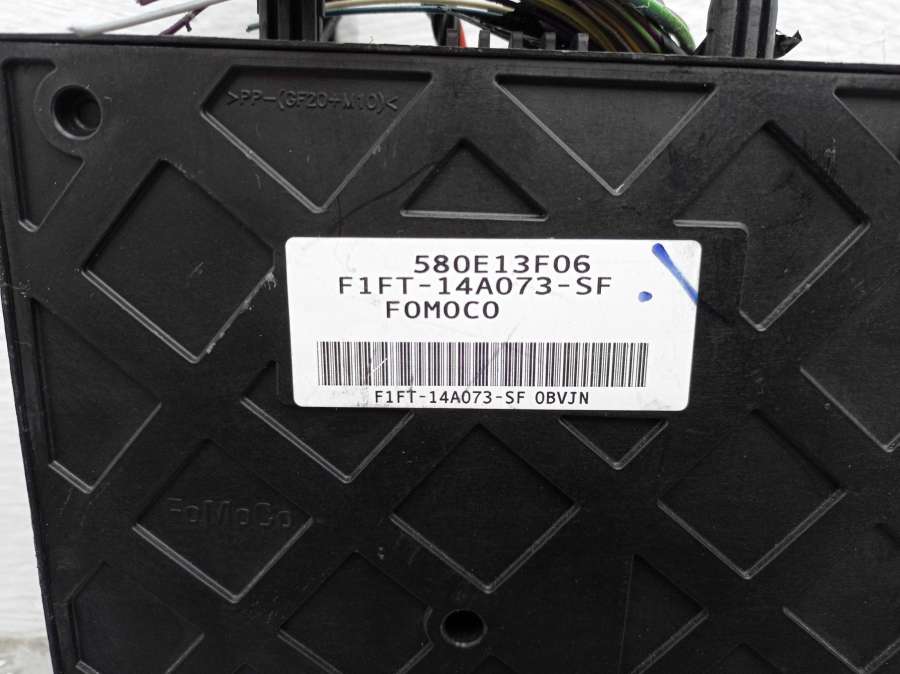 >PP-(GF20+M10)<
580E13F06
F1FT-14A073-SF
FOMOCO
F1FT-14A073-SF 0BVJN
FoMoCo